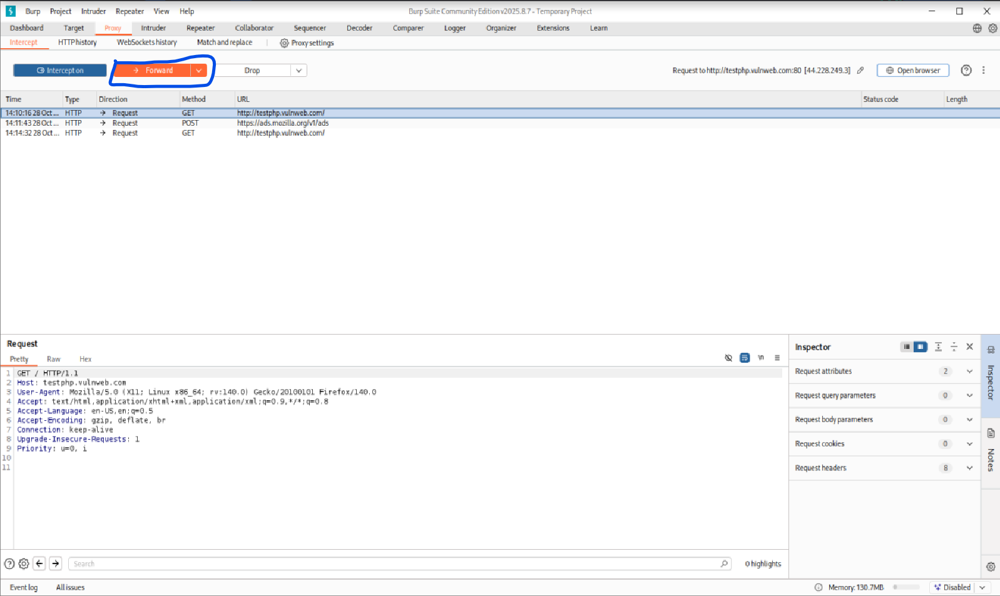 Burp Project Intruder Repeater View Help Burp Suite Community Edition v2025.8.7 - Temporary Project
Dashboard Target Proxy Intruder Repeater Collaborator Sequencer Decoder Comparer Logger Organizer Extensions Learn
Intercept HTTP history WebSockets history Match and replace Proxy settings
Intercept on Forward Drop Request to http://testphp.vulnweb.com:80 [44.228.249.3] Open browser
Time Type Direction Method URL Status code Length
14:10:16 28 Oct ... HTTP → Request GET http://testphp.vulnweb.com/
14:11:43 28 Oct ... HTTP → Request POST https://ads.mozilla.org/v1/ads
14:14:32 28 Oct ... HTTP → Request GET http://testphp.vulnweb.com/
Request
Pretty Raw Hex \n
1 GET / HTTP/1.1
2 Host: testphp.vulnweb.com
3 User-Agent: Mozilla/5.0 (X11; Linux x86_64; rv:140.0) Gecko/20100101 Firefox/140.0
4 Accept: text/html,application/xhtml+xml,application/xml;q=0.9,*/*;q=0.8
5 Accept-Language: en-US,en;q=0.5
6 Accept-Encoding: gzip, deflate, br
7 Connection: keep-alive
8 Upgrade-Insecure-Requests: 1
9 Priority: u=0, i
10
11
Inspector
Request attributes 2
Request query parameters 0
Request body parameters 0
Request cookies 0
Request headers 8
Inspector
Notes
Search 0 highlights
Event log All issues Memory: 130.7MB Disabled